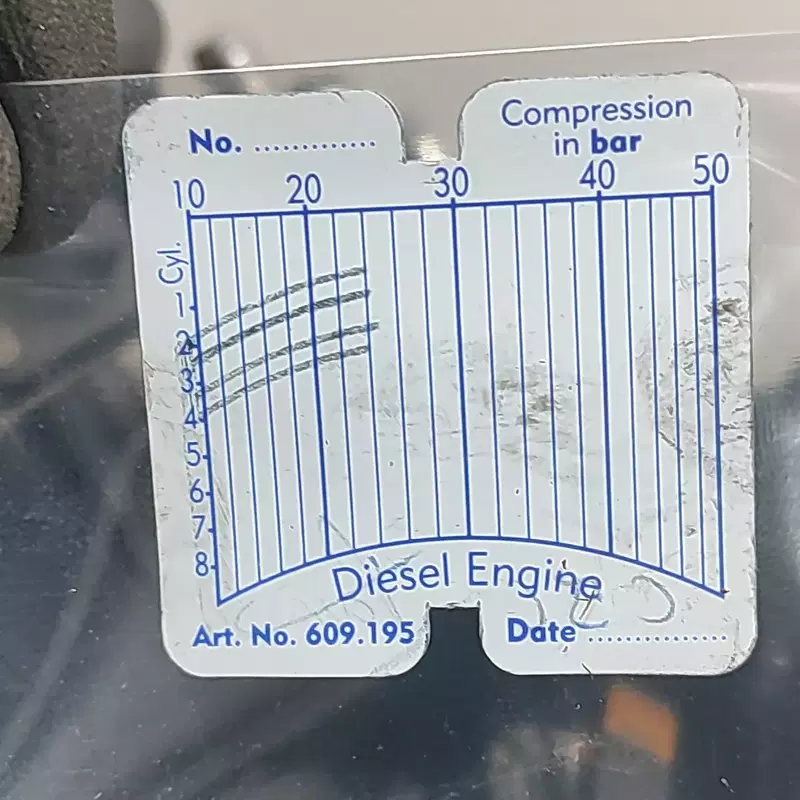 No. .............
Compression
in bar
10 20 30 40 50
Cyl.
1
2
3
4
5
6
7
8
Diesel Engine
Art. No. 609.195
Date ..............